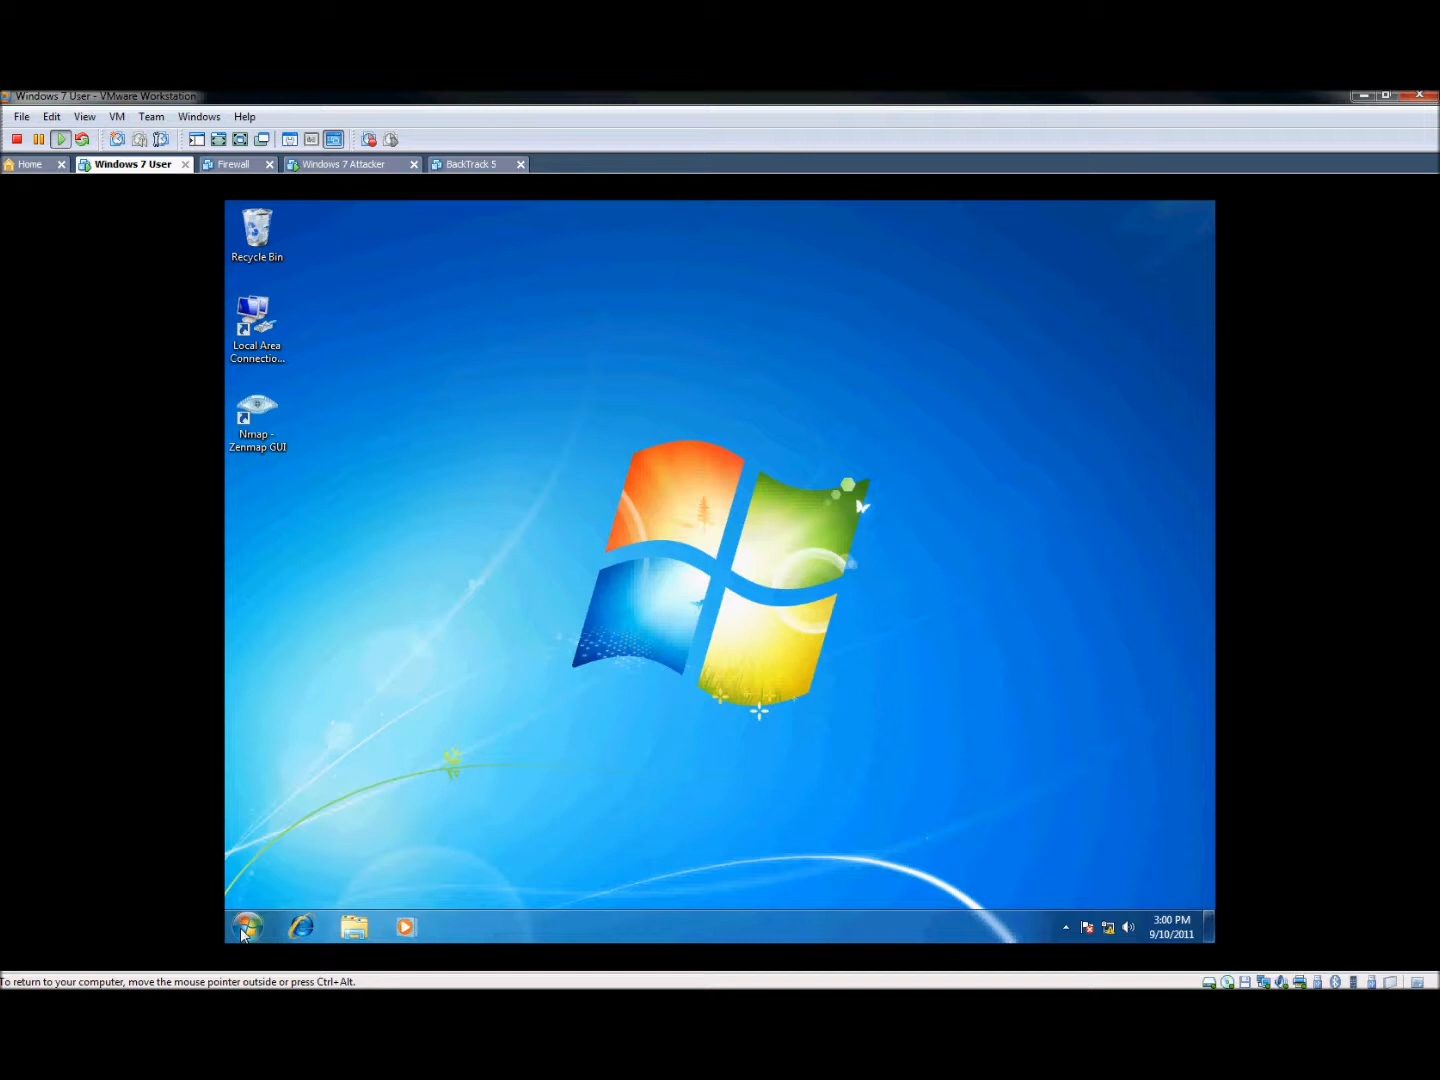 Windows 7 User - VMware Workstation
File Edit View VM Team Windows Help
Home Windows 7 User Firewall Windows 7 Attacker BackTrack 5
Recycle Bin
Local Area
Connectio...
Nmap -
Zenmap GUI
3:00 PM
9/10/2011
To return to your computer, move the mouse pointer outside or press Ctrl+Alt.